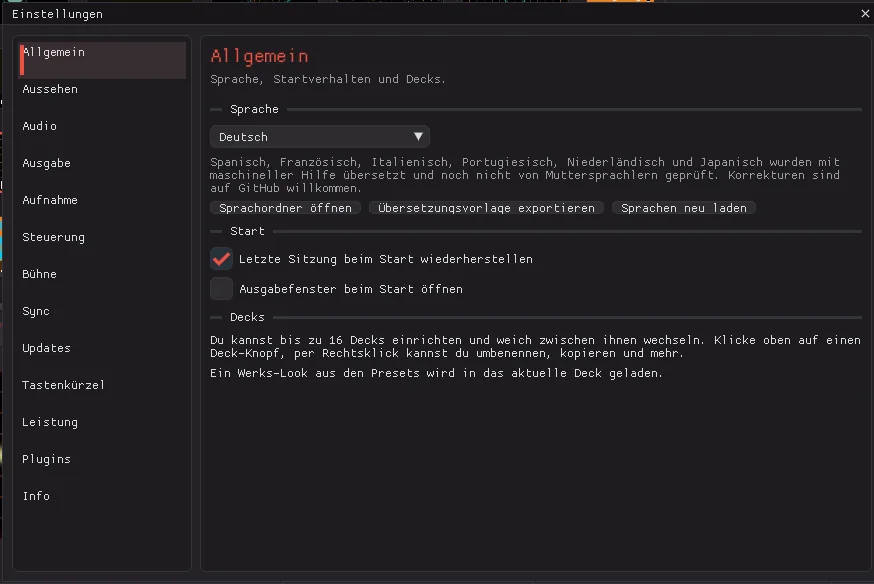 Einstellungen
Allgemein
Aussehen
Audio
Ausgabe
Aufnahme
Steuerung
Bühne
Sync
Updates
Tastenkürzel
Leistung
Plugins
Info
Allgemein
Sprache, Startverhalten und Decks.
Sprache
Deutsch
Spanisch, Französisch, Italienisch, Portugiesisch, Niederländisch und Japanisch wurden mit
maschineller Hilfe übersetzt und noch nicht von Muttersprachlern geprüft. Korrekturen sind
auf GitHub willkommen.
Sprachordner öffnen Übersetzungsvorlage exportieren Sprachen neu laden
Start
Letzte Sitzung beim Start wiederherstellen
Ausgabefenster beim Start öffnen
Decks
Du kannst bis zu 16 Decks einrichten und weich zwischen ihnen wechseln. Klicke oben auf einen
Deck-Knopf, per Rechtsklick kannst du umbenennen, kopieren und mehr.
Ein Werks-Look aus den Presets wird in das aktuelle Deck geladen.